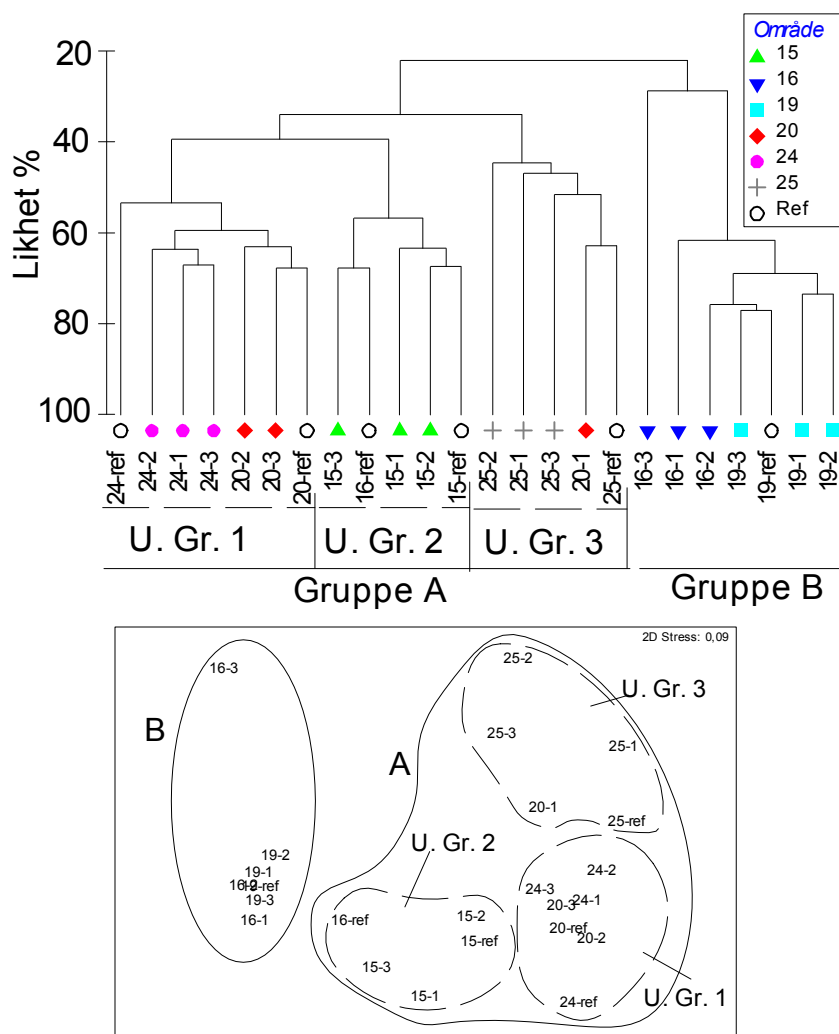 Område
15
16
19
20
24
25
Ref
Likhet %
20
40
60
80
100
24-ref
24-2
24-1
24-3
20-2
20-3
20-ref
15-3
16-ref
15-1
15-2
15-ref
25-2
25-1
25-3
20-1
25-ref
16-3
16-1
16-2
19-3
19-ref
19-1
19-2
U. Gr. 1 U. Gr. 2 U. Gr. 3
Gruppe A Gruppe B
2D Stress: 0,09
16-3
25-2
U. Gr. 3
B
25-3
25-1
A
20-1
25-ref
U. Gr. 2
19-2
19-1
16-2 19-ref
19-3
16-1
24-2
24-3
24-1
20-3
16-ref
15-2
20-ref
15-ref
20-2
15-3
15-1
24-ref
U. Gr. 1